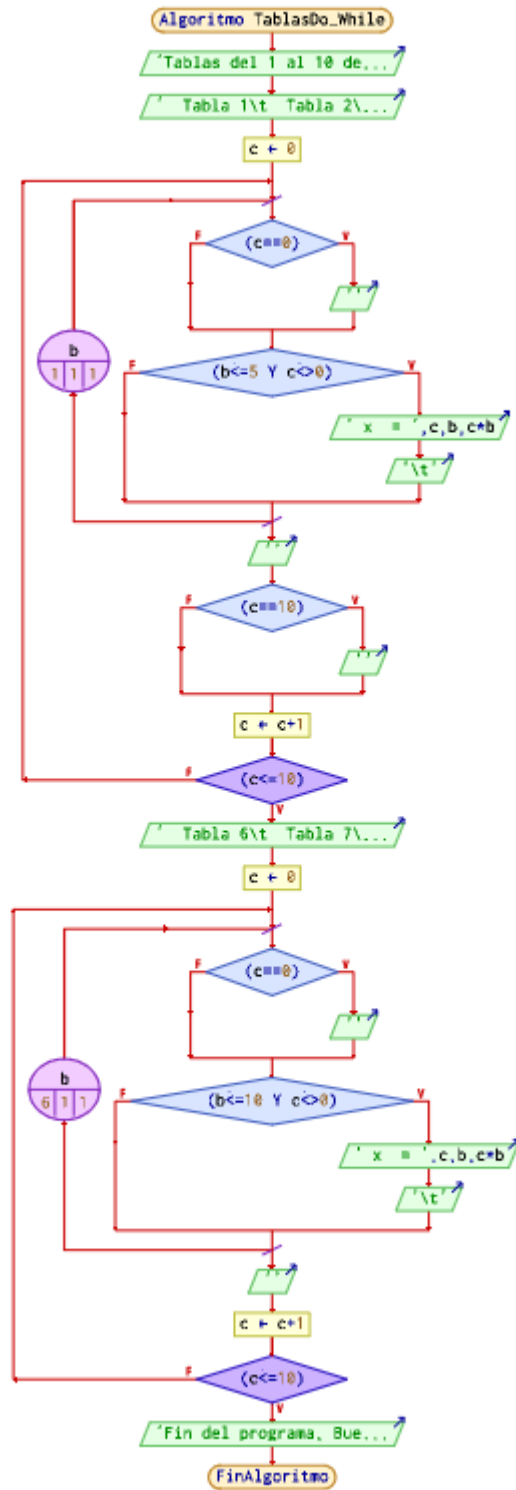 Algoritmo TablasDo_While
'Tablas del 1 al 10 de...
' Tabla 1\t Tabla 2\...
c ← 0
F (c==0) V
' '
b
1 1 1
F (b<=5 Y c<>0) V
' x = ',c,b,c*b
'\t'
' '
F (c==10) V
' '
c ← c+1
F (c<=10)
V
' Tabla 6\t Tabla 7\...
c ← 0
F (c==0) V
' '
b
6 1 1
F (b<=10 Y c<>0) V
' x = ',c,b,c*b
'\t'
' '
c ← c+1
F (c<=10)
V
'Fin del programa, Bue...
FinAlgoritmo